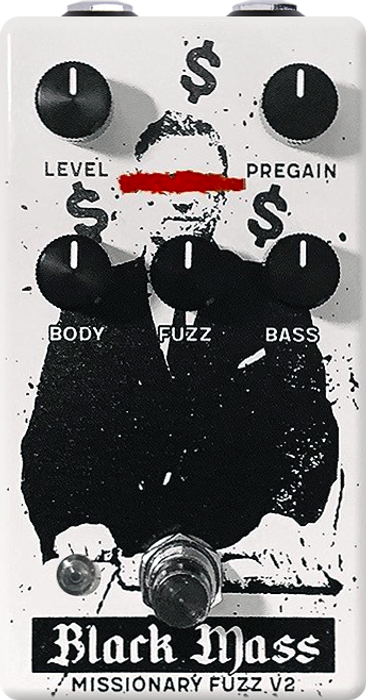 $
LEVEL PREGAIN
$ $
BODY FUZZ BASS
Black Mass
MISSIONARY FUZZ V2